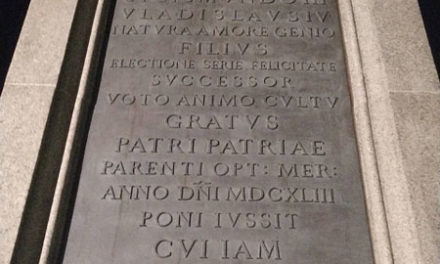 VLADISLAVS IV
NATVRA AMORE GENIO
FILIVS
ELECTIONE SERIE FELICITATE
SVCCESSOR
VOTO ANIMO CVLTV
GRATVS
PATRI PATRIAE
PARENTI OPT: MER:
ANNO DÑI MDCXLIII
PONI IVSSIT
CVI IAM